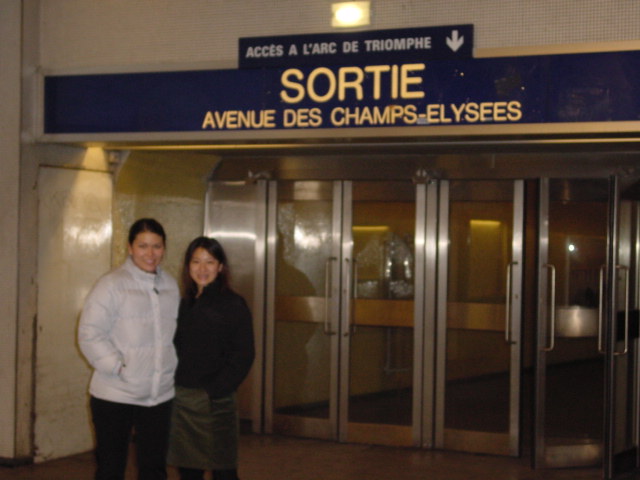 ACCÈS A L'ARC DE TRIOMPHE
SORTIE
AVENUE DES CHAMPS-ELYSEES